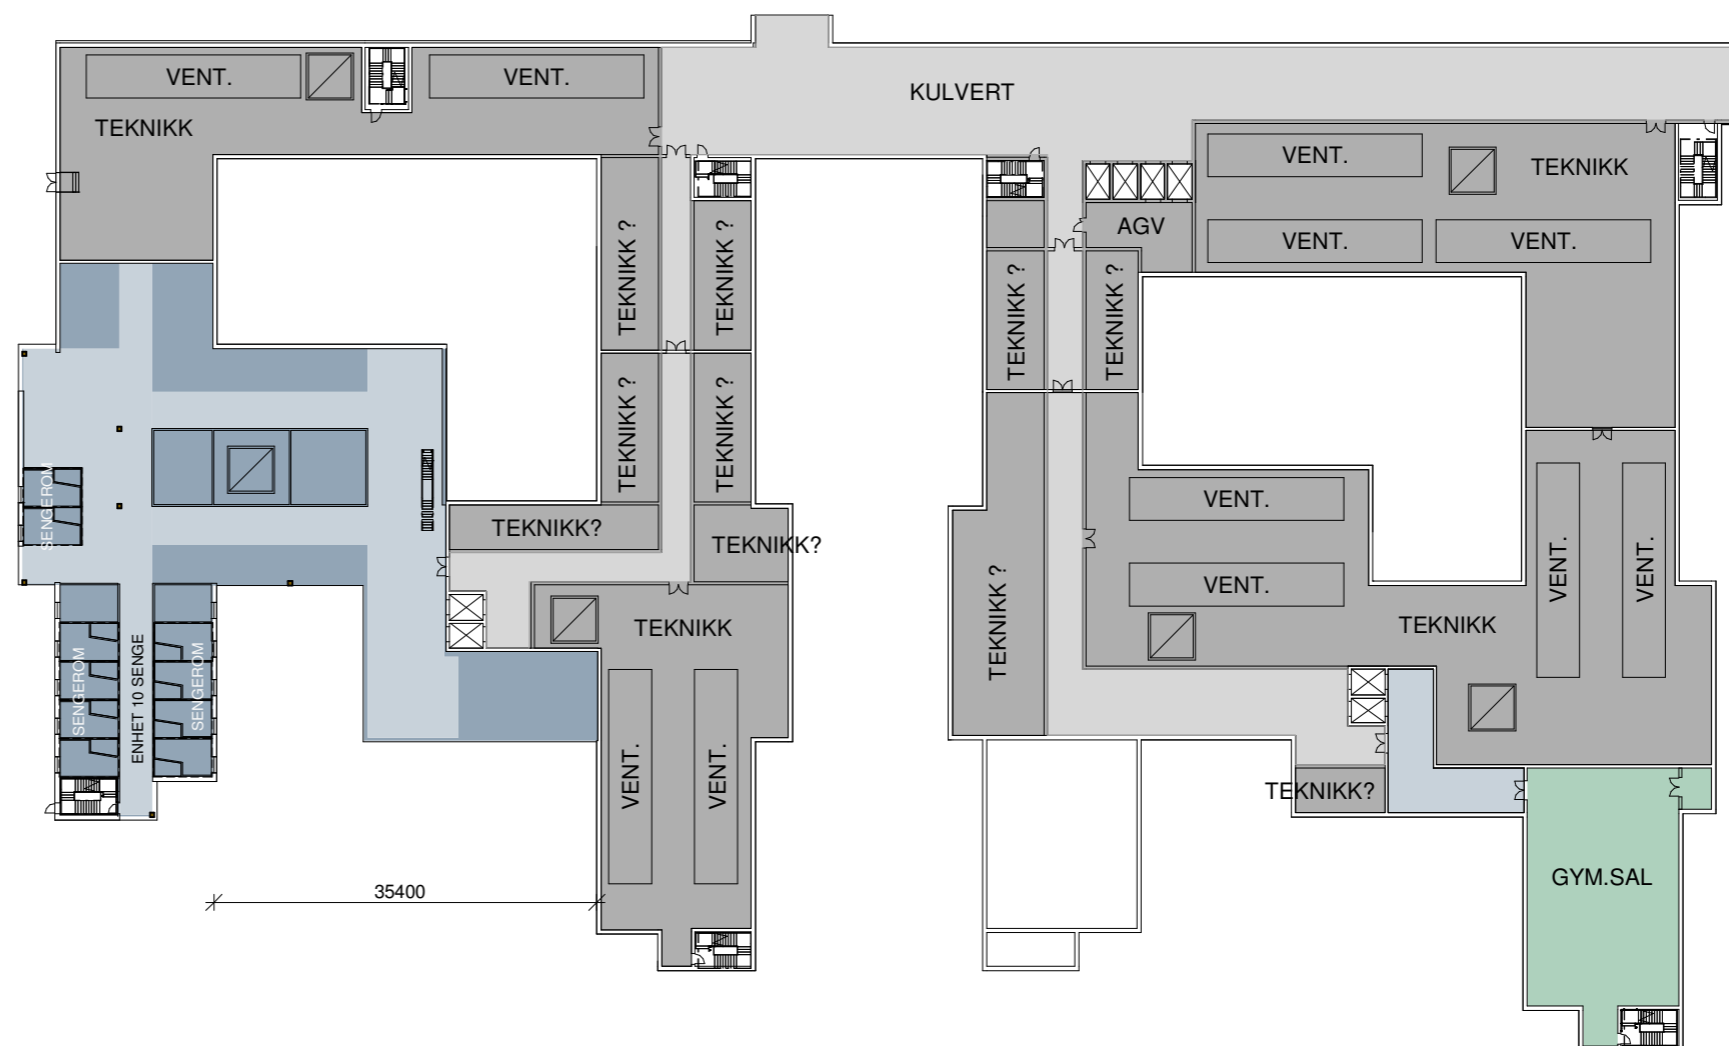 VENT.
VENT.
KULVERT
TEKNIKK
VENT.
TEKNIKK
AGV
VENT.
VENT.
TEKNIKK ?
TEKNIKK ?
TEKNIKK ?
TEKNIKK ?
TEKNIKK ?
TEKNIKK ?
SENGEROM
TEKNIKK?
TEKNIKK?
VENT.
VENT.
VENT.
VENT.
TEKNIKK ?
TEKNIKK
TEKNIKK
SENGEROM
ENHET 10 SENGE
SENGEROM
VENT.
VENT.
TEKNIKK?
35400
GYM.SAL